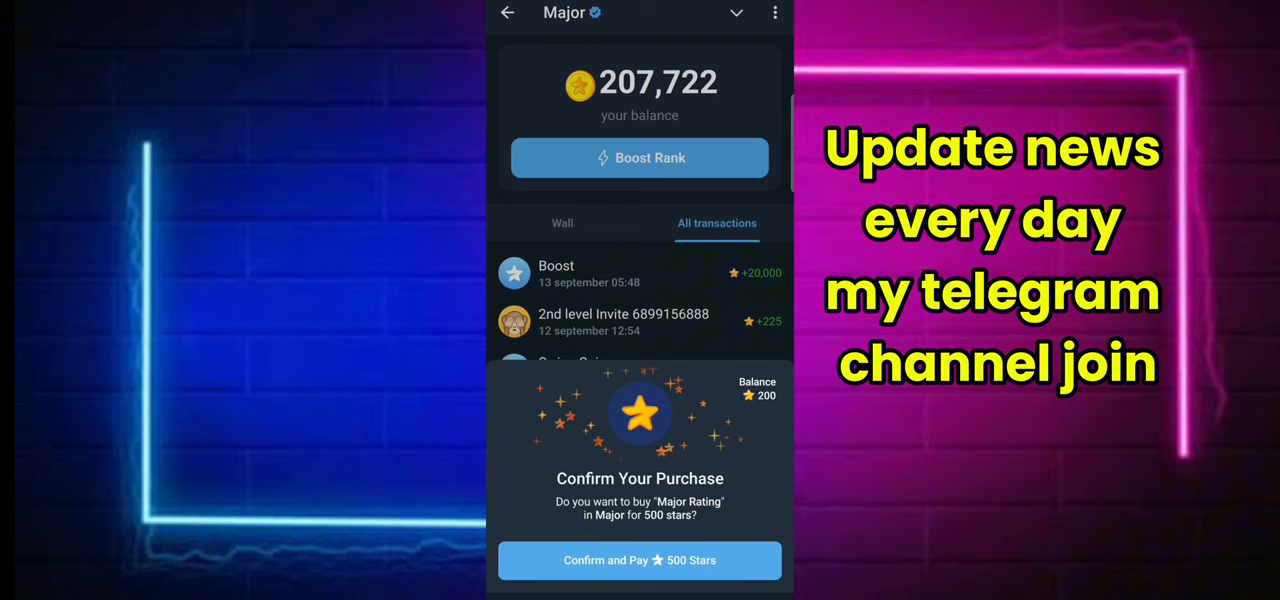 Major
207,722
your balance
Boost Rank
Wall
All transactions
Boost
+20,000
13 september 05:48
2nd level Invite 6899156888
+225
12 september 12:54
Balance
200
Confirm Your Purchase
Do you want to buy "Major Rating"
in Major for 500 stars?
Confirm and Pay 500 Stars
Update news
every day
my telegram
channel join